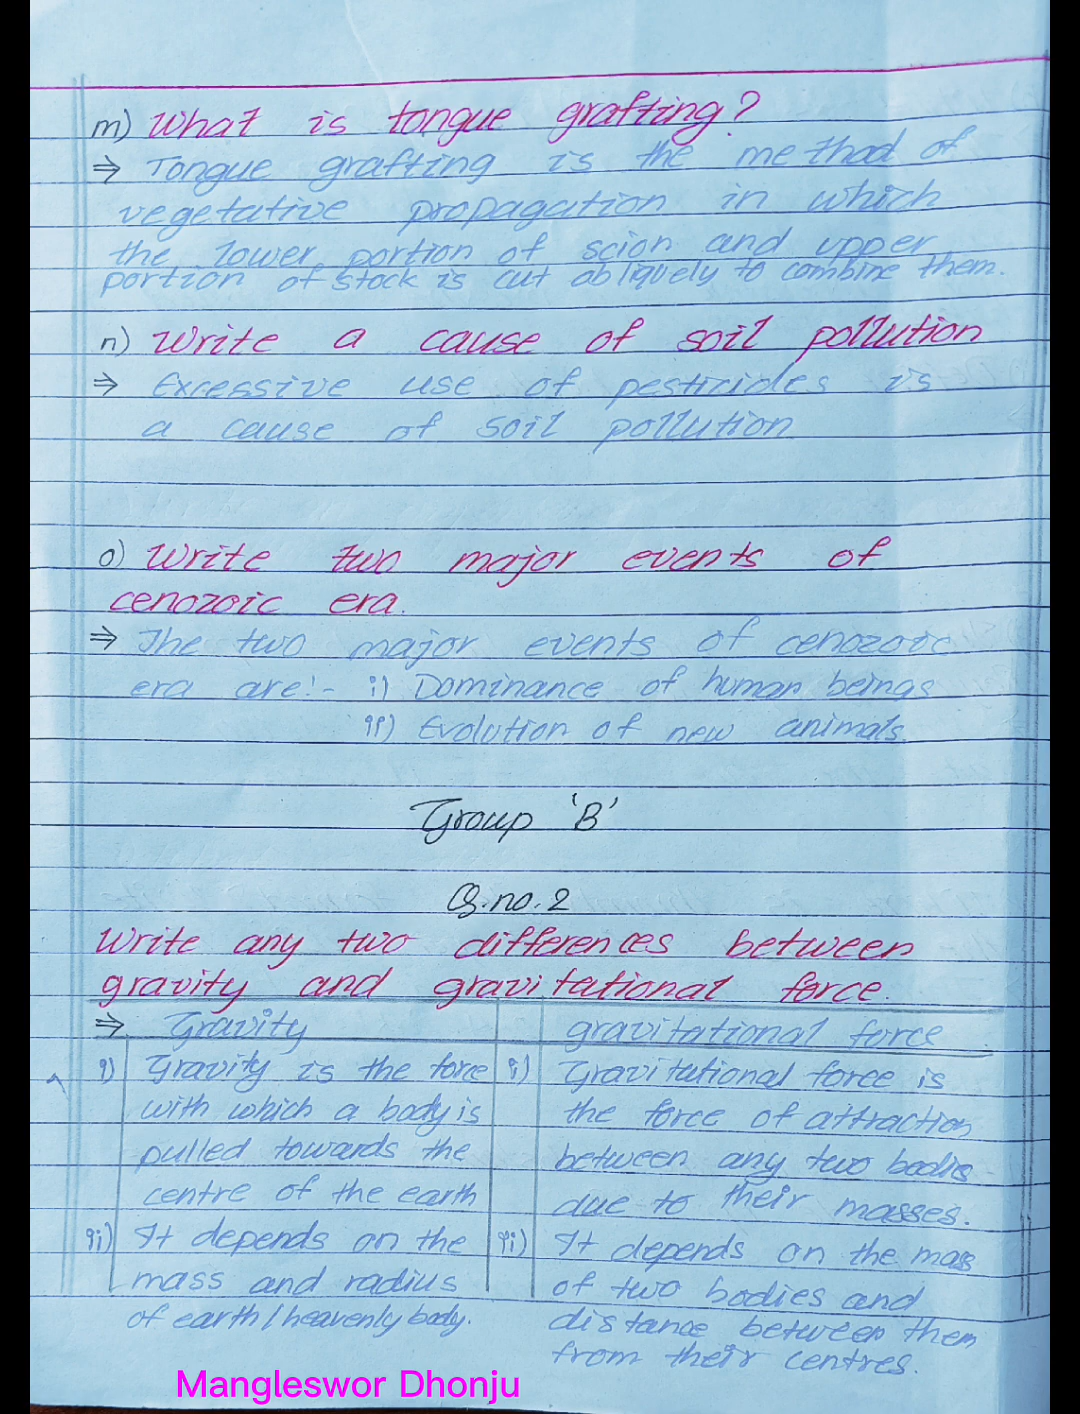 m) What is tongue grafting?
⇒ Tongue grafting is the method of
vegetative propagation in which
the lower portion of scion and upper
portion of stock is cut obliquely to combine them.
n) Write a cause of soil pollution
⇒ Excessive use of pesticides is
a cause of soil pollution
o) Write two major events of
cenozoic era.
⇒ The two major events of cenozoic
era are:- i) Dominance of human beings
ii) Evolution of new animals.
Group 'B'
Q.no.2
Write any two differences between
gravity and gravitational force.
⇒ Gravity gravitational force
i) Gravity is the force i) Gravitational force is
with which a body is the force of attraction
pulled towards the between any two bodies
centre of the earth due to their masses.
ii) It depends on the ii) It depends on the mass
mass and radius of two bodies and
of earth / heavenly body. distance between them
from their centres.
Mangleswor Dhonju